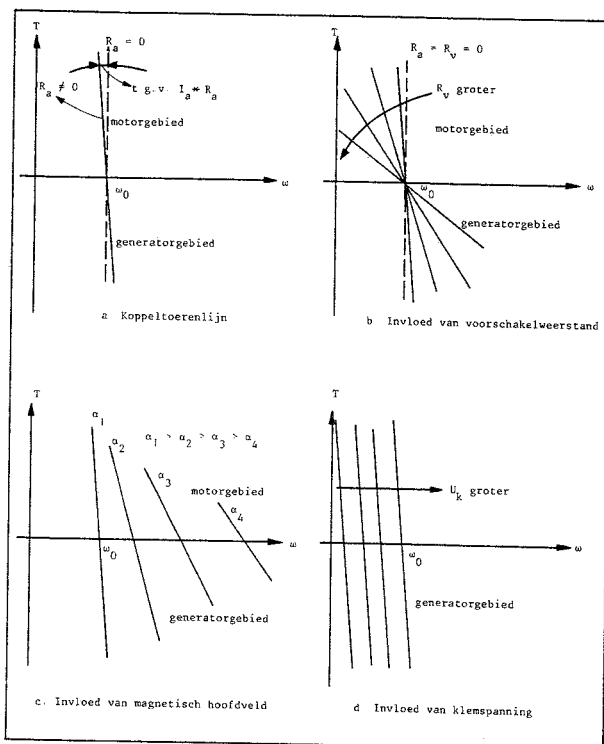 T
R_a = 0
R_a ≠ 0
t g.v. I_a * R_a
motorgebied
ω_0
ω
generatorgebied
a Koppeltoerenlijn
T
R_a = R_v = 0
R_v groter
motorgebied
ω_0
ω
generatorgebied
b Invloed van voorschakelweerstand
T
α_1
α_2
α_1 > α_2 > α_3 > α_4
α_3
motorgebied
α_4
ω_0
ω
generatorgebied
c. Invloed van magnetisch hoofdveld
T
U_k groter
ω_0
ω
generatorgebied
d Invloed van klemspanning